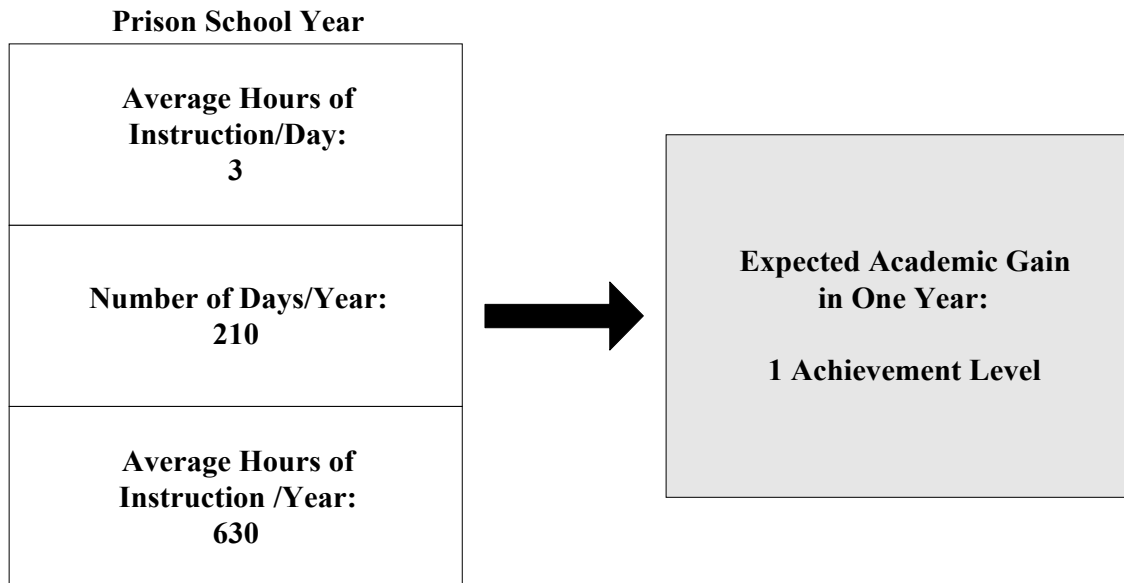 Prison School Year
Average Hours of
Instruction/Day:
3
Number of Days/Year:
210
Average Hours of
Instruction /Year:
630
Expected Academic Gain
in One Year:
1 Achievement Level